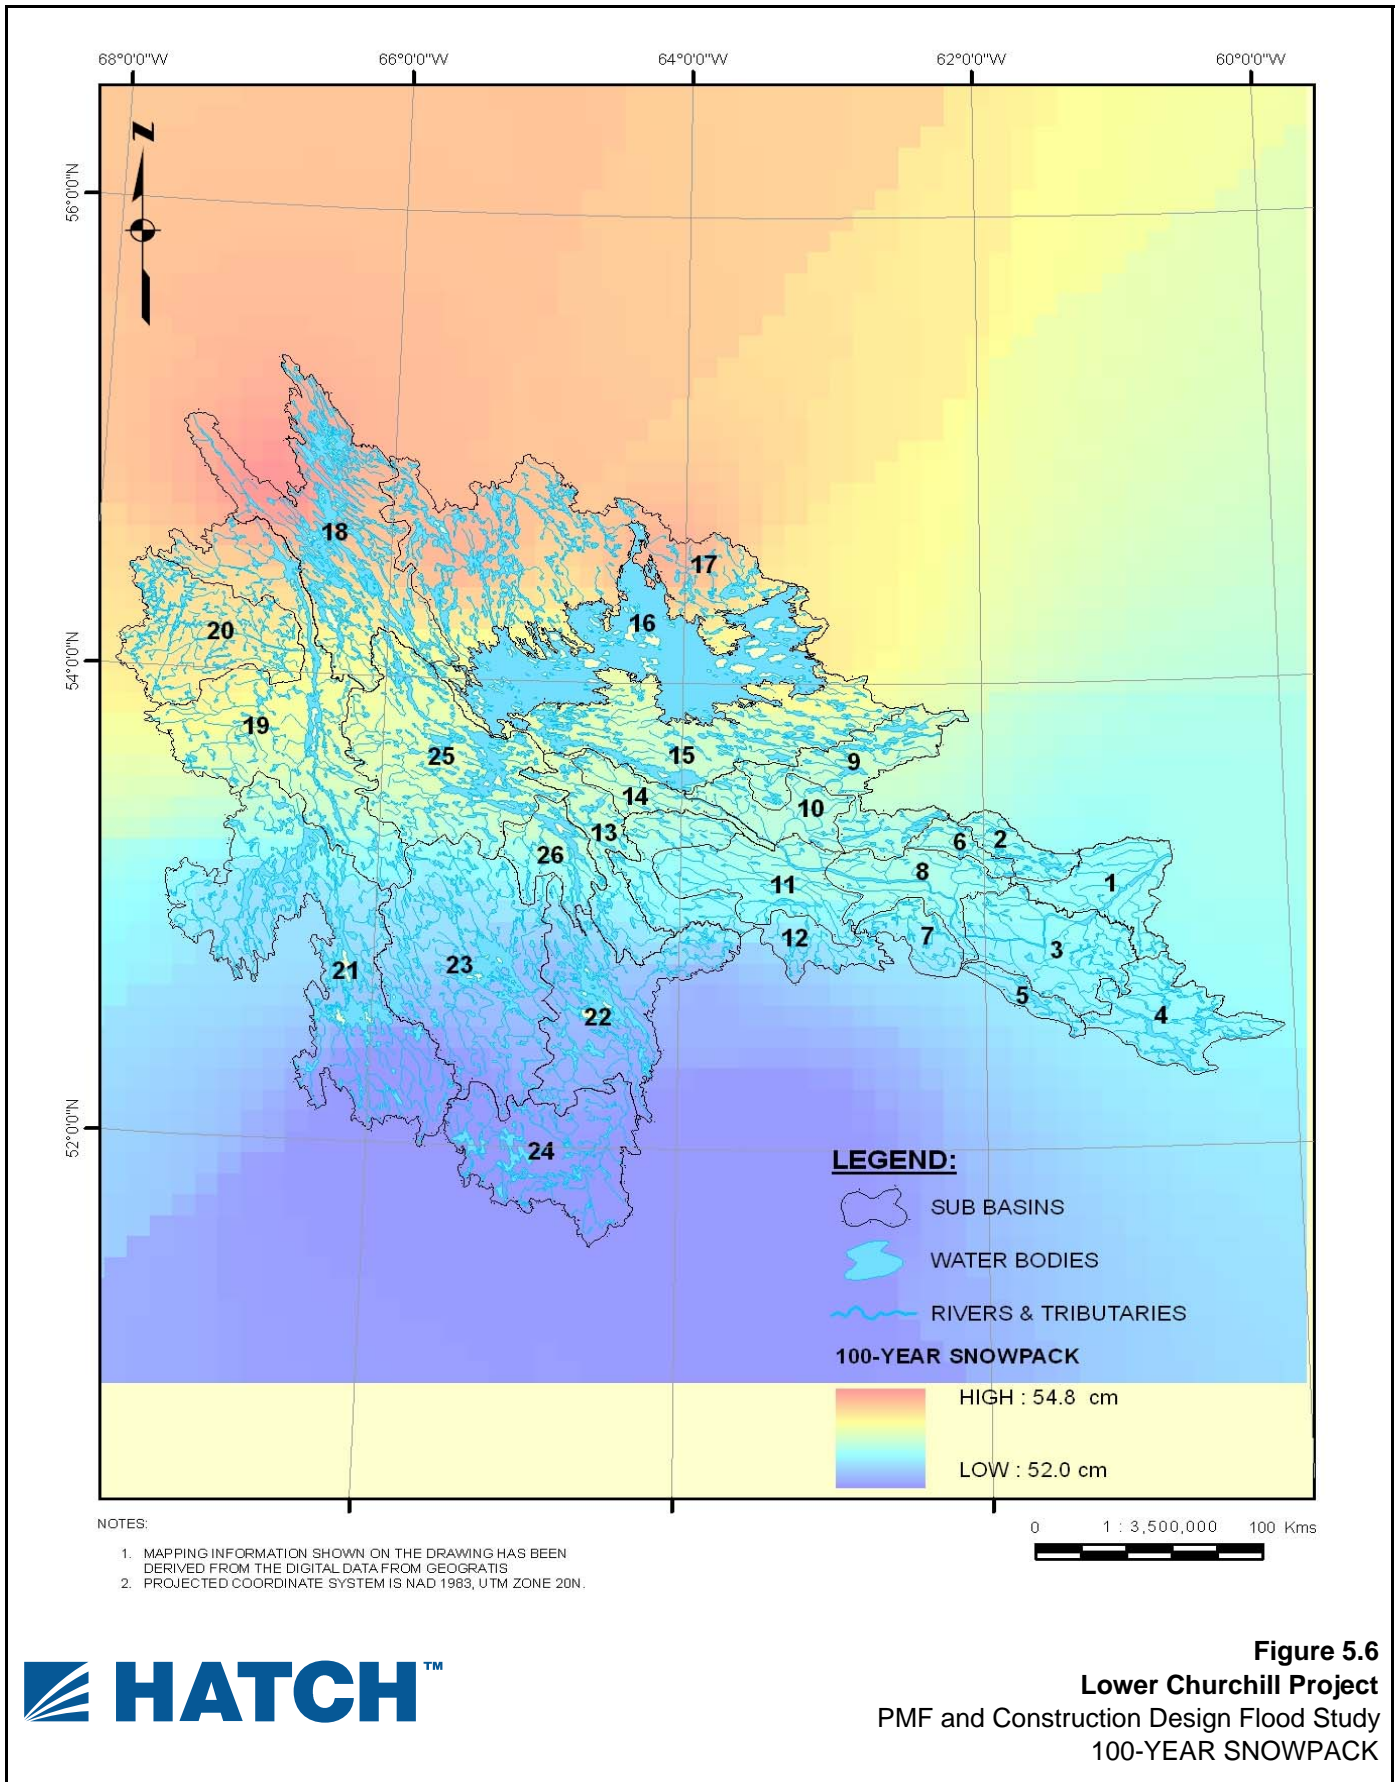 68°0'0"W 66°0'0"W 64°0'0"W 62°0'0"W 60°0'0"W
Z
56°0'0"N
54°0'0"N
52°0'0"N
18
17
20
16
19
25
15
9
14
10
13
6
2
26
8
11
1
12
7
3
21
23
5
22
4
24
LEGEND:
SUB BASINS
WATER BODIES
RIVERS & TRIBUTARIES
100-YEAR SNOWPACK
HIGH : 54.8 cm
LOW : 52.0 cm
NOTES:
1. MAPPING INFORMATION SHOWN ON THE DRAWING HAS BEEN
DERIVED FROM THE DIGITAL DATA FROM GEOGRATIS
2. PROJECTED COORDINATE SYSTEM IS NAD 1983, UTM ZONE 20N.
0 1 : 3,500,000 100 Kms
HATCH™
Figure 5.6
Lower Churchill Project
PMF and Construction Design Flood Study
100-YEAR SNOWPACK